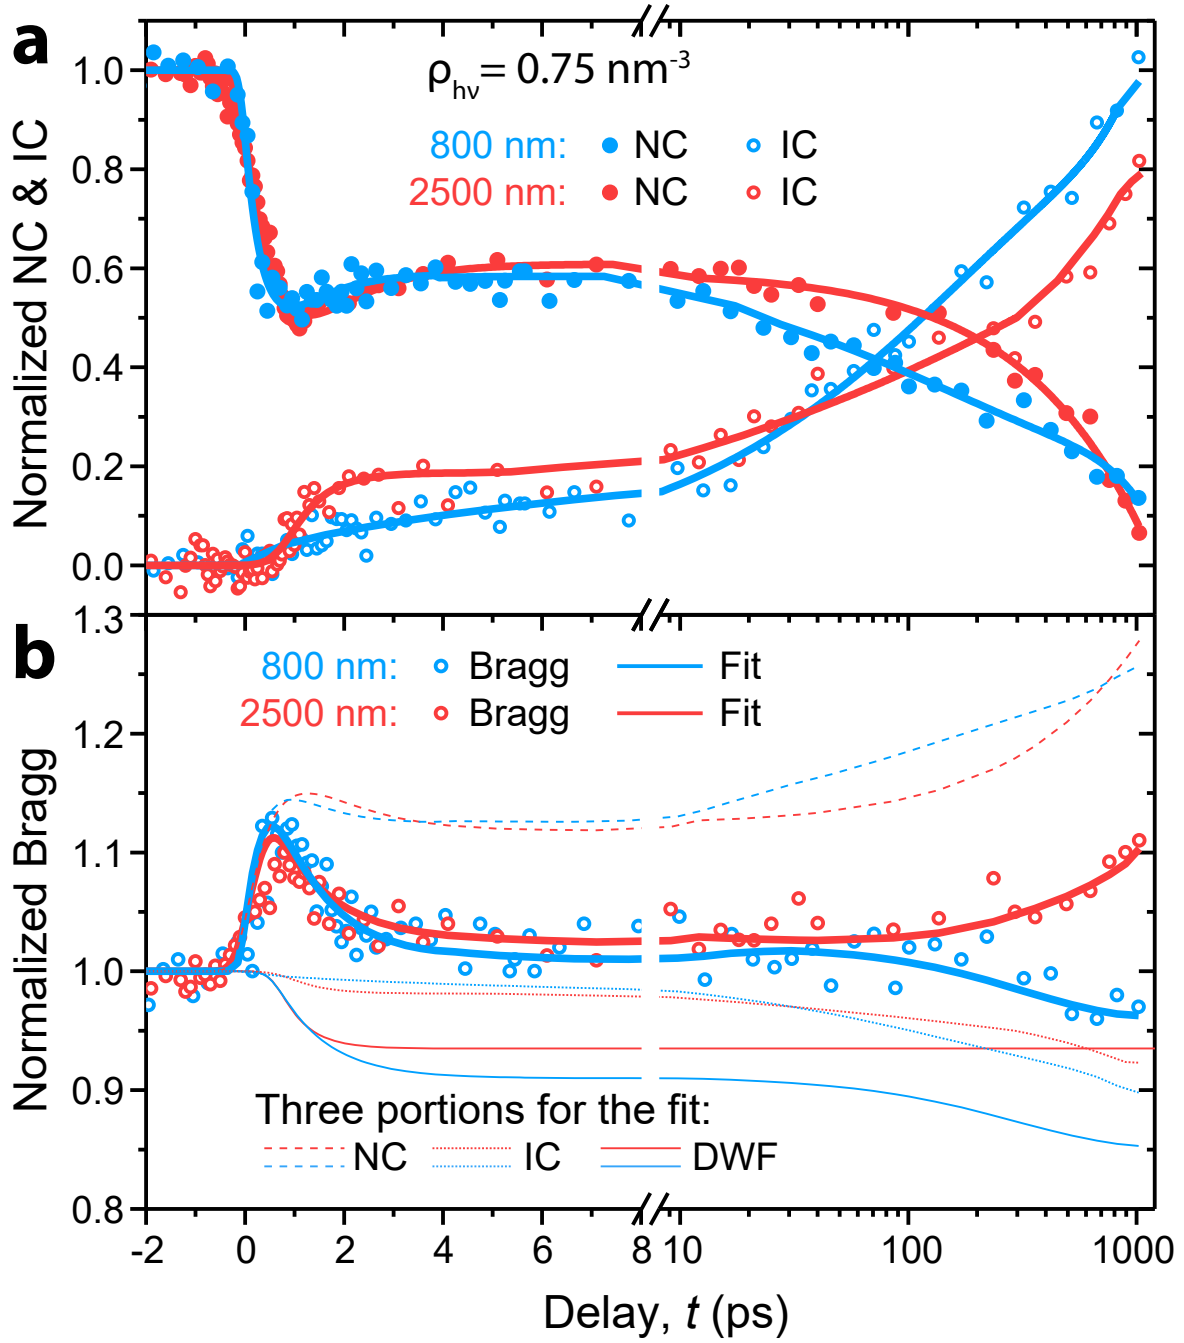 a
ρhν = 0.75 nm-3
800 nm: NC IC
2500 nm: NC IC
Normalized NC & IC
1.0
0.8
0.6
0.4
0.2
0.0
b
800 nm: Bragg Fit
2500 nm: Bragg Fit
Normalized Bragg
1.3
1.2
1.1
1.0
0.9
0.8
Three portions for the fit:
NC IC DWF
-2 0 2 4 6 8 10 100 1000
Delay, t (ps)